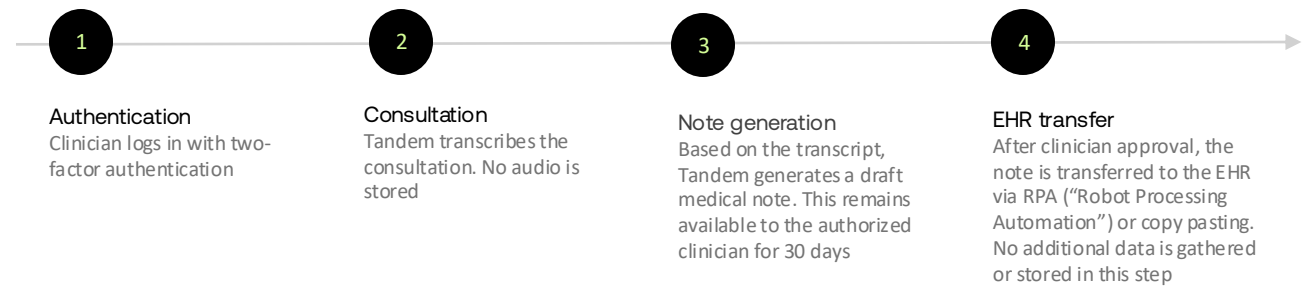 1
2
3
4
Authentication
Clinician logs in with two-
factor authentication
Consultation
Tandem transcribes the
consultation. No audio is
stored
Note generation
Based on the transcript,
Tandem generates a draft
medical note. This remains
available to the authorized
clinician for 30 days
EHR transfer
After clinician approval, the
note is transferred to the EHR
via RPA (“Robot Processing
Automation”) or copy pasting.
No additional data is gathered
or stored in this step